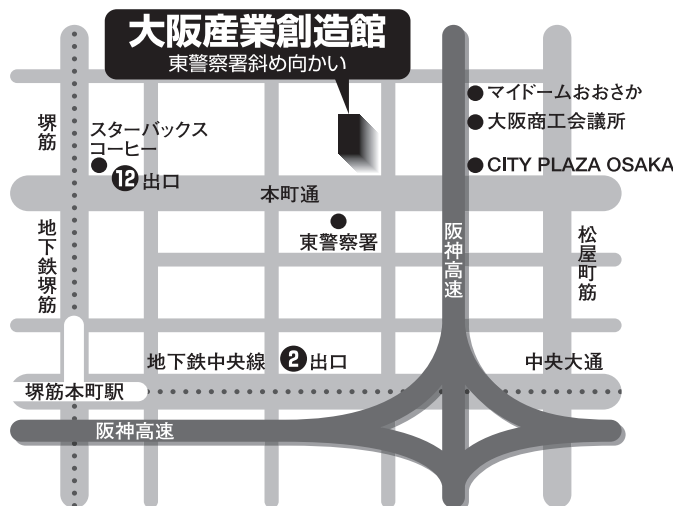 大阪産業創造館
東警察署斜め向かい
マイドームおおさか
大阪商工会議所
CITY PLAZA OSAKA
堺筋
スターバックス
コーヒー
12出口
本町通
東警察署
地下鉄堺筋
阪神高速
松屋町筋
地下鉄中央線 2出口
中央大通
堺筋本町駅
阪神高速